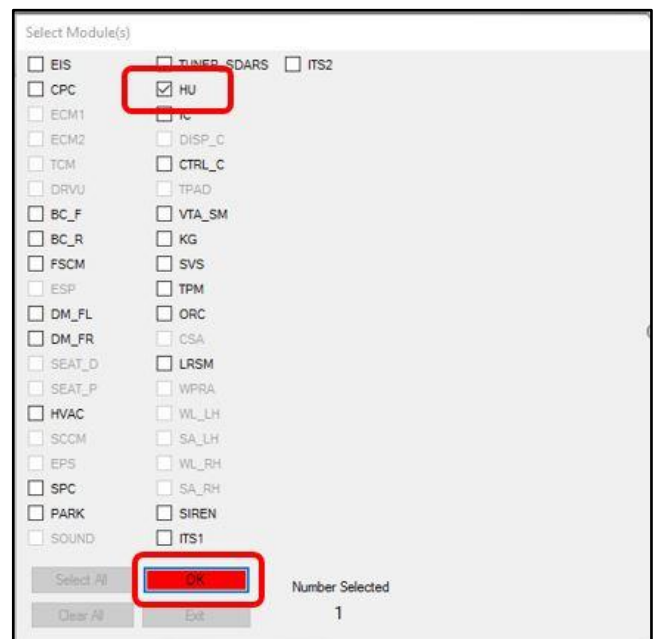 Select Module(s)
EIS TUNER_SDARS ITS2
CPC HU
ECM1 IC
ECM2 DISP_C
TCM CTRL_C
DRVU TPAD
BC_F VTA_SM
BC_R KG
FSCM SVS
ESP TPM
DM_FL ORC
DM_FR CSA
SEAT_D LRSM
SEAT_P WPRA
HVAC WL_LH
SCCM SA_LH
EPS WL_RH
SPC SA_RH
PARK SIREN
SOUND ITS1
Select All OK Number Selected
Clear All Exit 1